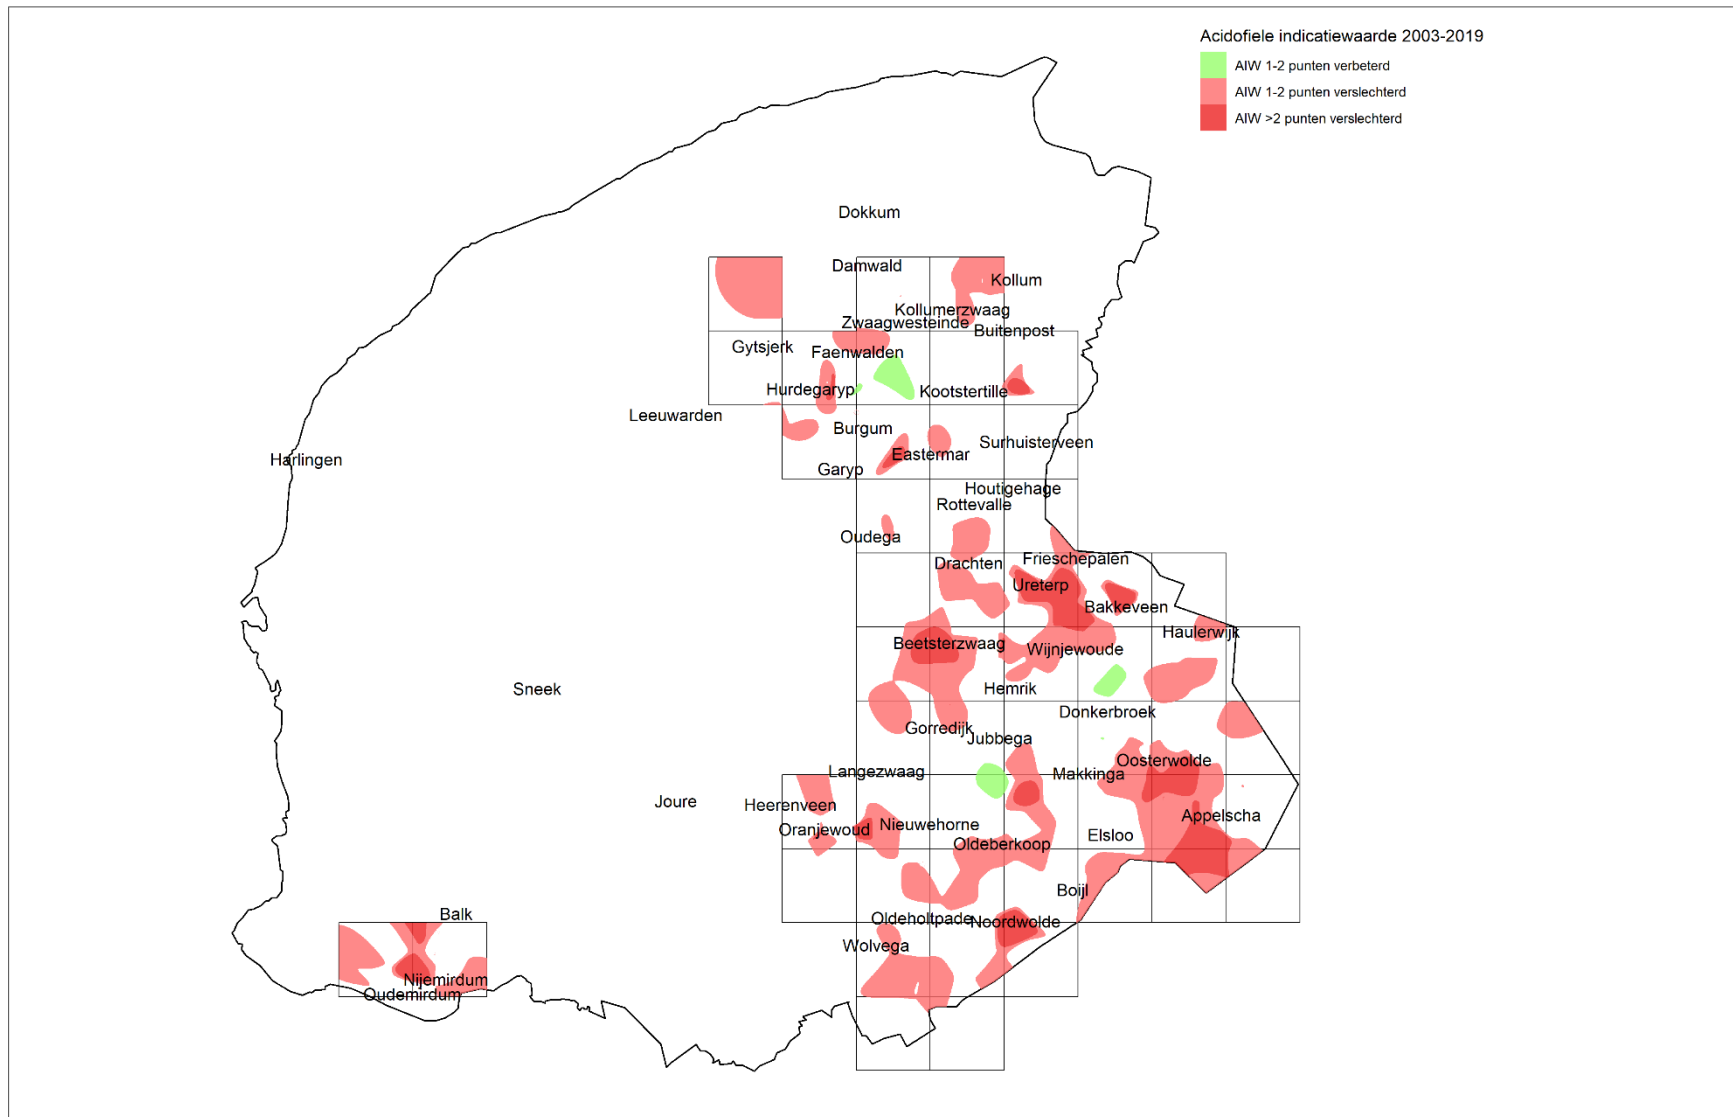 Acidofiele indicatiewaarde 2003-2019
AIW 1-2 punten verbeterd
AIW 1-2 punten verslechterd
AIW >2 punten verslechterd
Dokkum
Damwald
Kollum
Kollumerzwaag
Zwaagwesteinde
Buitenpost
Gytsjerk
Faenwalden
Hurdegaryp
Kootstertille
Leeuwarden
Burgum
Surhuisterveen
Eastermar
Harlingen
Garyp
Houtigehage
Rottevalle
Oudega
Frieschepalen
Drachten
Ureterp
Bakkeveen
Haulerwijk
Beetsterzwaag
Wijnjewoude
Sneek
Hemrik
Donkerbroek
Gorredijk
Jubbega
Oosterwolde
Langezwaag
Makkinga
Joure
Heerenveen
Appelscha
Nieuwehorne
Oranjewoud
Elsloo
Oldeberkoop
Boijl
Balk
Oldeholtpade
Noordwolde
Wolvega
Nijemirdum
Oudemirdum